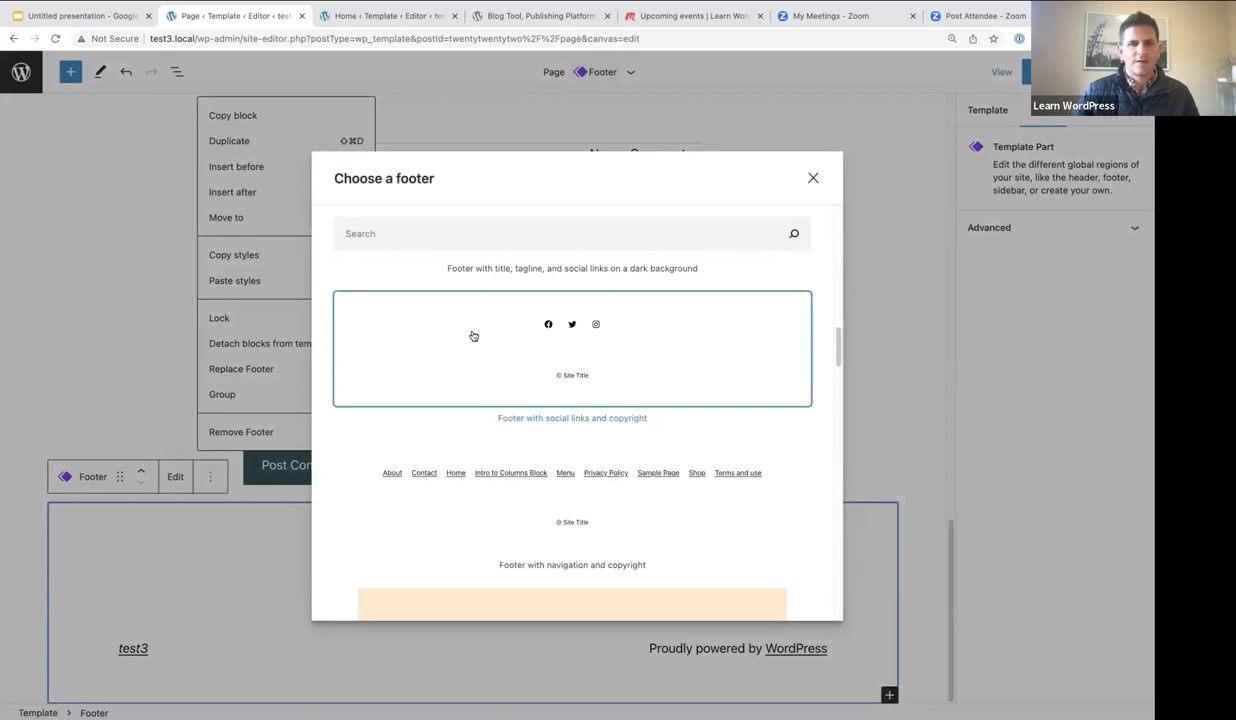 Untitled presentation - Google
Page ‹ Template ‹ Editor ‹ test
Home ‹ Template ‹ Editor ‹ tes
Blog Tool, Publishing Platform
Upcoming events | Learn Wor
My Meetings - Zoom
Post Attendee - Zoom
Not Secure
test3.local/wp-admin/site-editor.php?postType=wp_template&postId=twentytwentytwo%2F%2Fpage&canvas=edit
Page Footer
View
Learn WordPress
Copy block
Duplicate ⇧⌘D
Insert before
Insert after
Move to
Copy styles
Paste styles
Lock
Detach blocks from tem
Replace Footer
Group
Remove Footer
Footer
Edit
Post Con
Choose a footer
Search
Footer with title, tagline, and social links on a dark background
© Site Title
Footer with social links and copyright
About Contact Home Intro to Columns Block Menu Privacy Policy Sample Page Shop Terms and use
© Site Title
Footer with navigation and copyright
Template
Template Part
Edit the different global regions of
your site, like the header, footer,
sidebar, or create your own.
Advanced
test3
Proudly powered by WordPress
Template › Footer